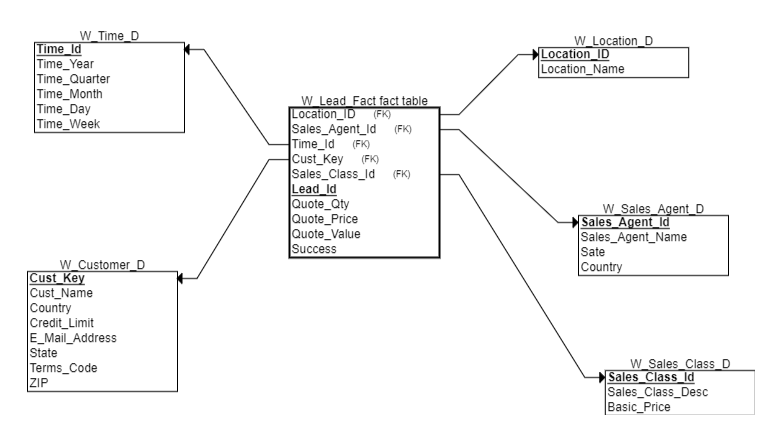 W_Time_D
Time_Id
Time_Year
Time_Quarter
Time_Month
Time_Day
Time_Week
W_Location_D
Location_ID
Location_Name
W_Lead_Fact fact table
Location_ID (FK)
Sales_Agent_Id (FK)
Time_Id (FK)
Cust_Key (FK)
Sales_Class_Id (FK)
Lead_Id
Quote_Qty
Quote_Price
Quote_Value
Success
W_Sales_Agent_D
Sales_Agent_Id
Sales_Agent_Name
Sate
Country
W_Customer_D
Cust_Key
Cust_Name
Country
Credit_Limit
E_Mail_Address
State
Terms_Code
ZIP
W_Sales_Class_D
Sales_Class_Id
Sales_Class_Desc
Basic_Price